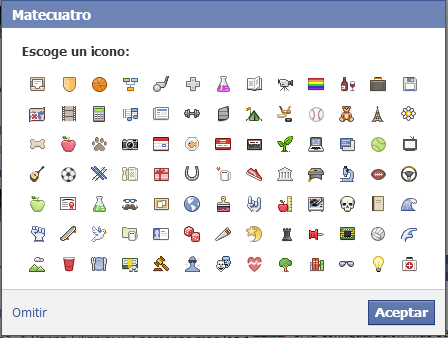 Matecuatro
Escoge un icono:
Omitir
Aceptar